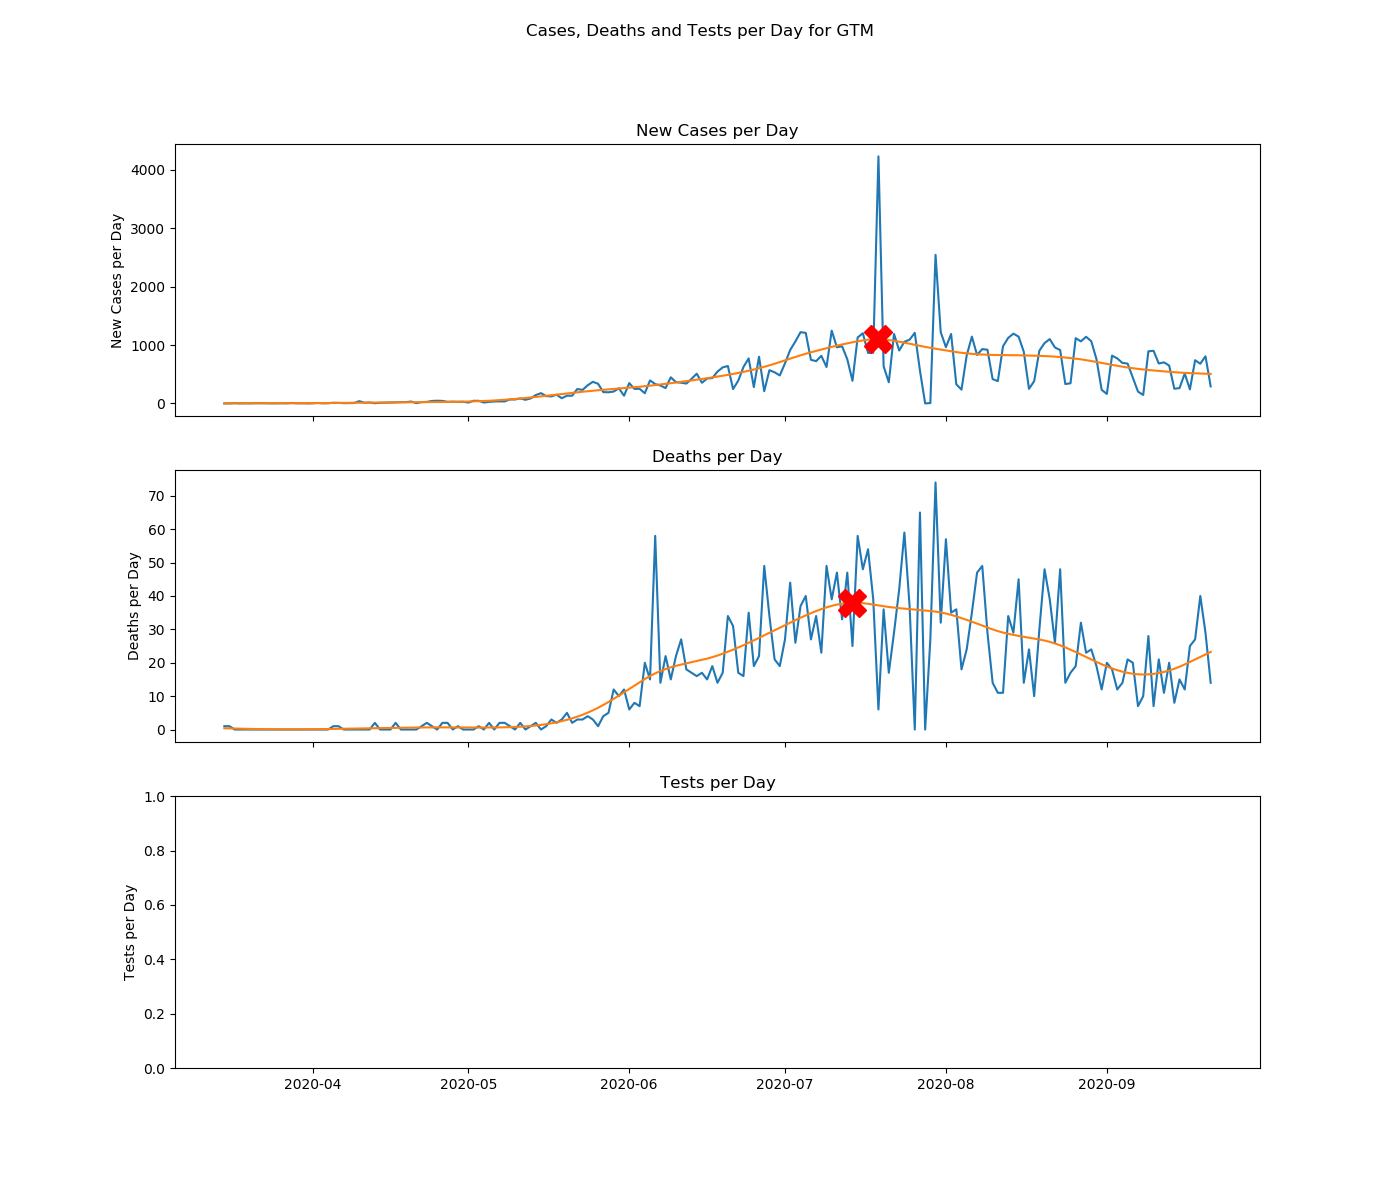 Cases, Deaths and Tests per Day for GTM
New Cases per Day
New Cases per Day
4000
3000
2000
1000
0
Deaths per Day
Deaths per Day
70
60
50
40
30
20
10
0
Tests per Day
Tests per Day
1.0
0.8
0.6
0.4
0.2
0.0
2020-04 2020-05 2020-06 2020-07 2020-08 2020-09